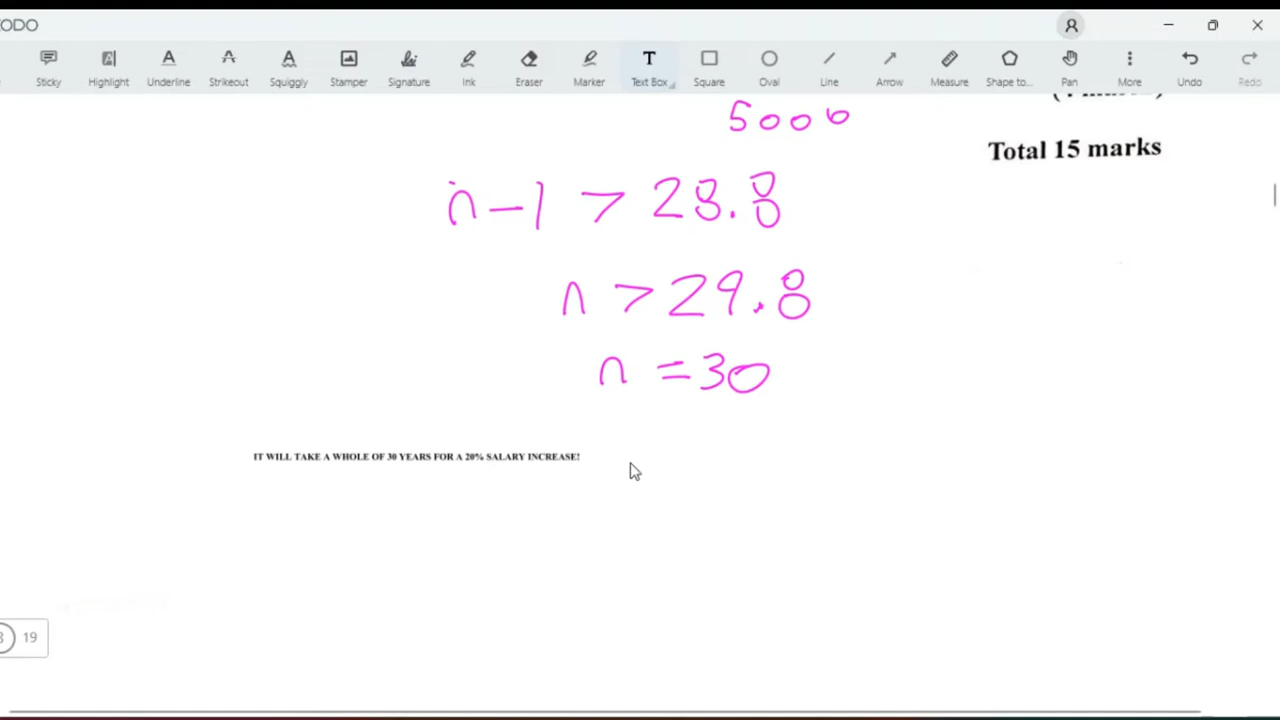 ODO
Sticky Highlight Underline Strikeout Squiggly Stamper Signature Ink Eraser Marker Text Box Square Oval Line Arrow Measure Shape to... Pan More Undo Redo
5000
Total 15 marks
n-1 > 28.8
n > 29.8
n = 30
IT WILL TAKE A WHOLE OF 30 YEARS FOR A 20% SALARY INCREASE!
19